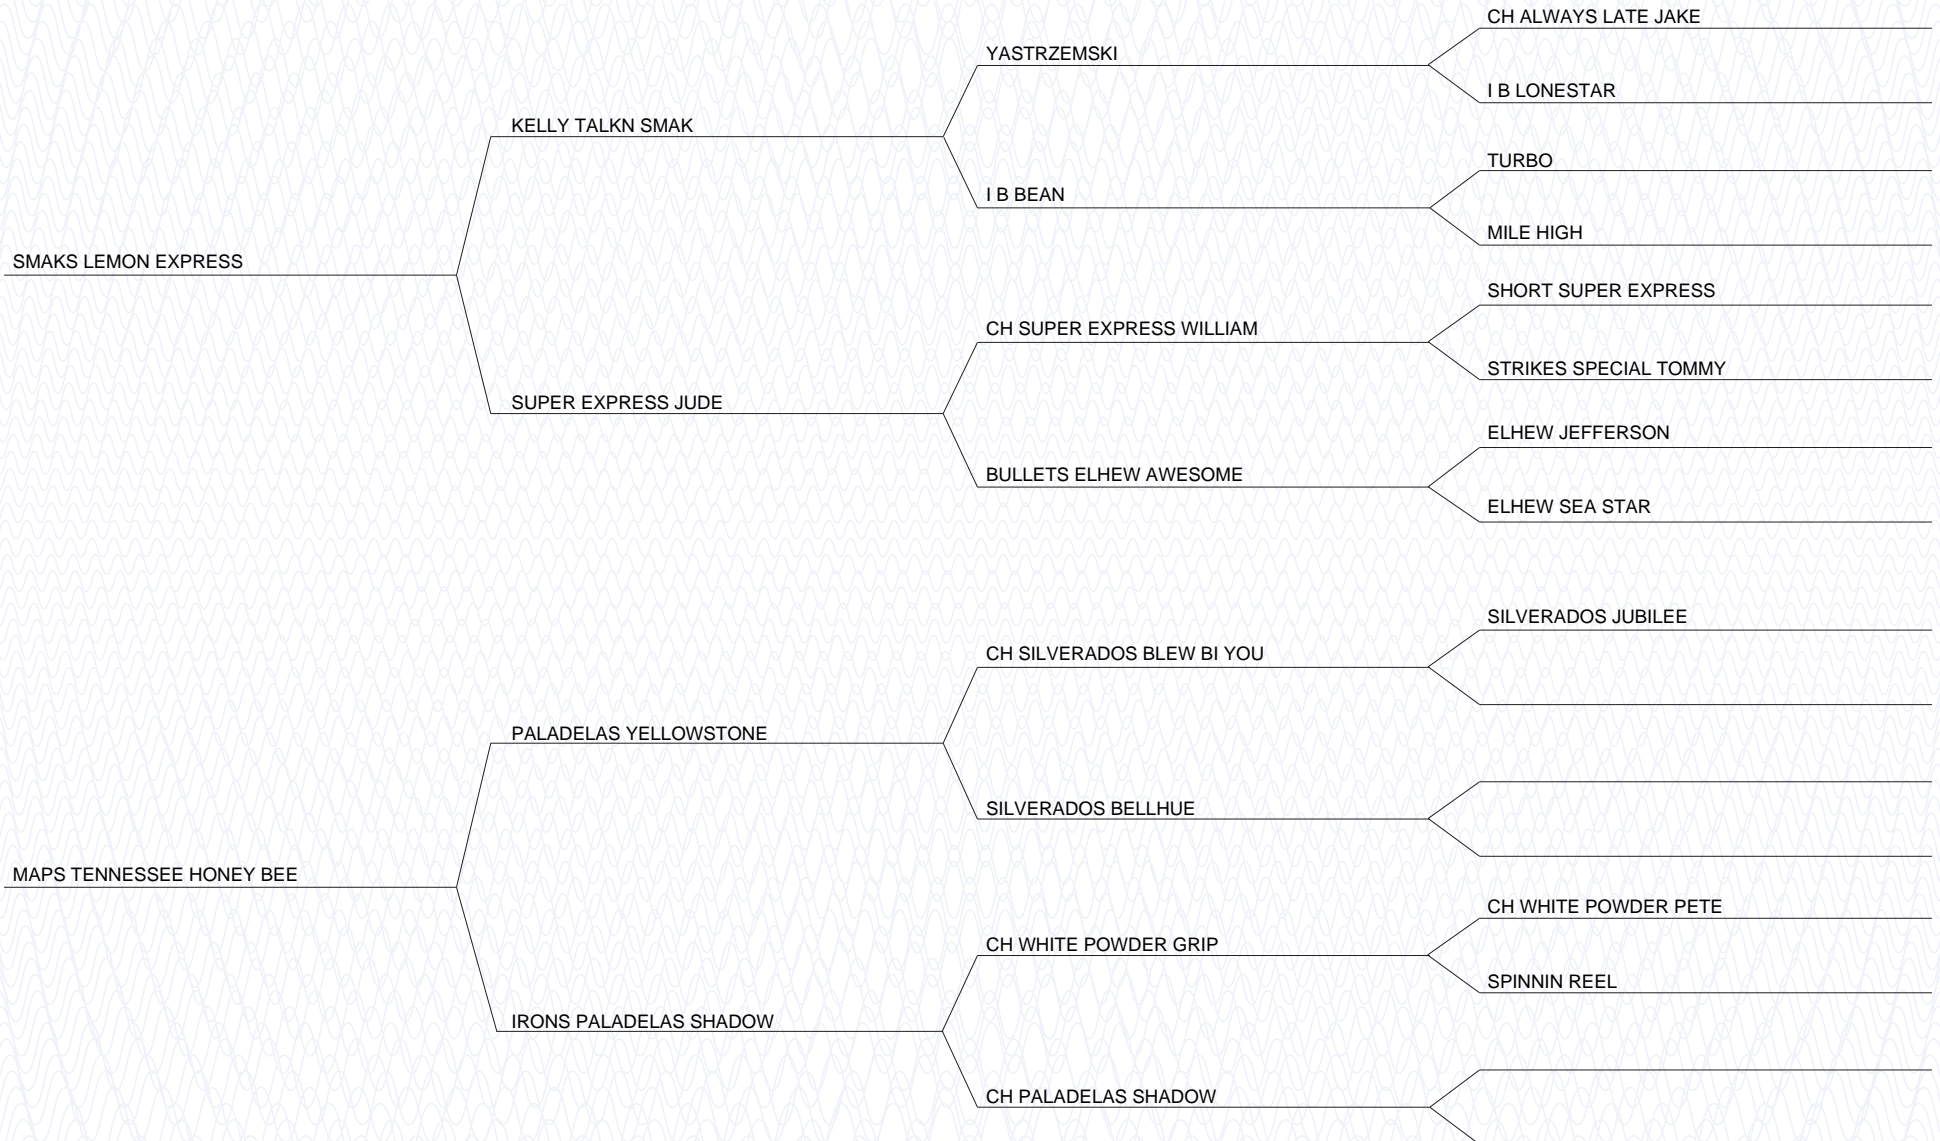 CH ALWAYS LATE JAKE
YASTRZEMSKI
I B LONESTAR
KELLY TALKN SMAK
TURBO
I B BEAN
MILE HIGH
SMAKS LEMON EXPRESS
SHORT SUPER EXPRESS
CH SUPER EXPRESS WILLIAM
STRIKES SPECIAL TOMMY
SUPER EXPRESS JUDE
ELHEW JEFFERSON
BULLETS ELHEW AWESOME
ELHEW SEA STAR
SILVERADOS JUBILEE
CH SILVERADOS BLEW BI YOU
PALADELAS YELLOWSTONE
SILVERADOS BELLHUE
MAPS TENNESSEE HONEY BEE
CH WHITE POWDER PETE
CH WHITE POWDER GRIP
SPINNIN REEL
IRONS PALADELAS SHADOW
CH PALADELAS SHADOW